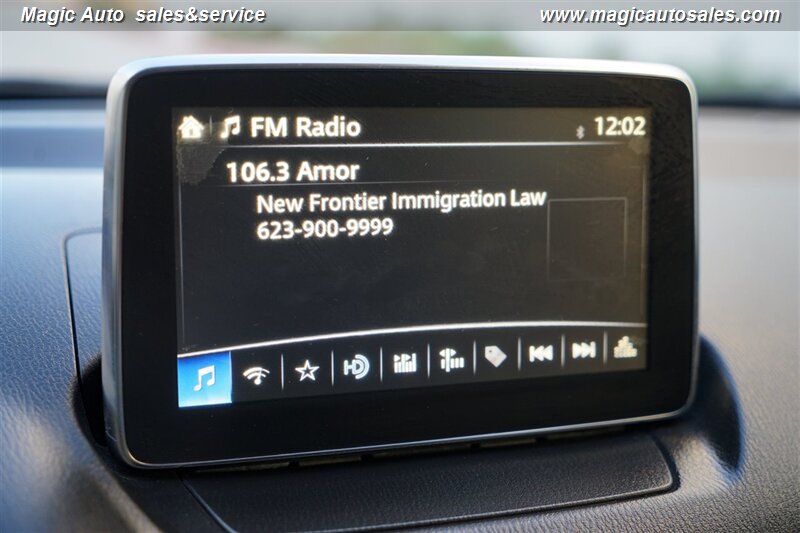 Magic Auto sales&service www.magicautosales.com
FM Radio 12:02
106.3 Amor
New Frontier Immigration Law
623-900-9999
HD